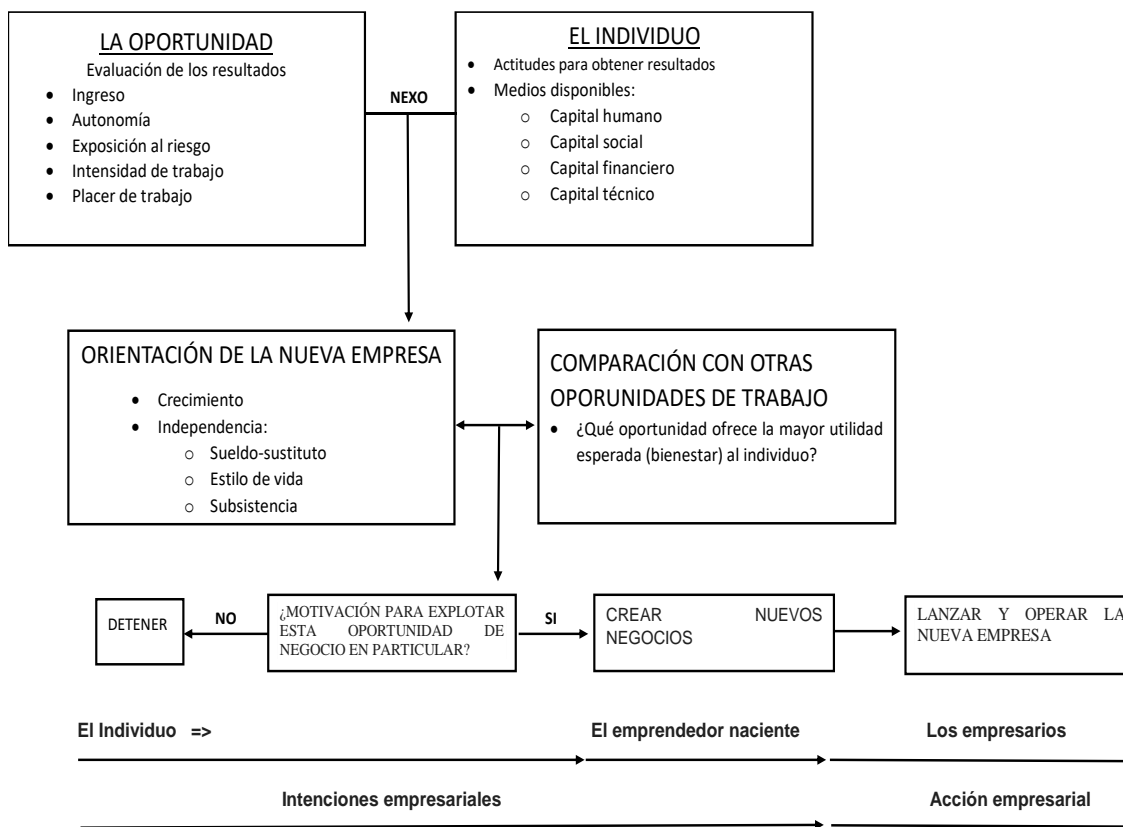 LA OPORTUNIDAD
Evaluación de los resultados
• Ingreso
• Autonomía
• Exposición al riesgo
• Intensidad de trabajo
• Placer de trabajo
NEXO
EL INDIVIDUO
• Actitudes para obtener resultados
• Medios disponibles:
o Capital humano
o Capital social
o Capital financiero
o Capital técnico
ORIENTACIÓN DE LA NUEVA EMPRESA
• Crecimiento
• Independencia:
o Sueldo-sustituto
o Estilo de vida
o Subsistencia
COMPARACIÓN CON OTRAS
OPORUNIDADES DE TRABAJO
• ¿Qué oportunidad ofrece la mayor utilidad
esperada (bienestar) al individuo?
DETENER
NO
¿MOTIVACIÓN PARA EXPLOTAR
ESTA OPORTUNIDAD DE
NEGOCIO EN PARTICULAR?
SI
CREAR NUEVOS
NEGOCIOS
LANZAR Y OPERAR LA
NUEVA EMPRESA
El Individuo =>
El emprendedor naciente
Los empresarios
Intenciones empresariales
Acción empresarial